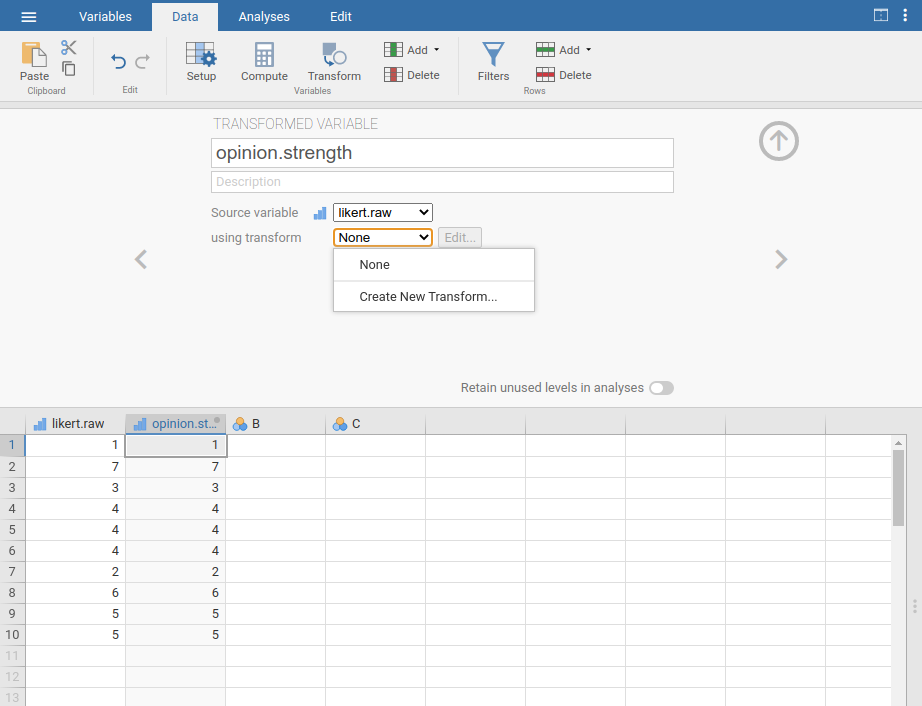 Variables Data Analyses Edit
Paste Setup Compute Transform Add Delete Filters Add Delete
Clipboard Edit Variables Rows
TRANSFORMED VARIABLE
opinion.strength
Description
Source variable likert.raw
using transform None Edit...
None
Create New Transform...
Retain unused levels in analyses
likert.raw opinion.st... B C
1 1 1
2 7 7
3 3 3
4 4 4
5 4 4
6 4 4
7 2 2
8 6 6
9 5 5
10 5 5
11
12
13